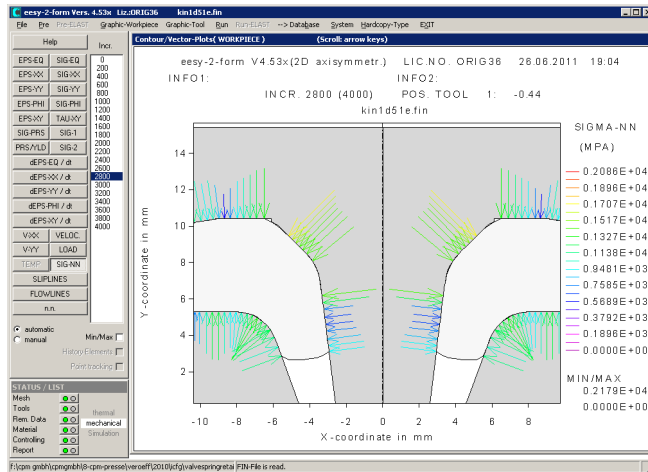 eesy-2-form Vers. 4.53x Liz.:ORIG36 kin1d51e.fin
File Pre Pre-ELAST Graphic-Workpiece Graphic-Tool Run Run-ELAST --> Database System Hardcopy-Type EXIT
Help
Incr.
EPS-EQ SIG-EQ
EPS-XX SIG-XX
EPS-YY SIG-YY
EPS-PHI SIG-PHI
EPS-XY TAU-XY
SIG-PRS SIG-1
PRS/YLD SIG-2
dEPS-EQ / dt
dEPS-XX / dt
dEPS-YY / dt
dEPS-PHI / dt
dEPS-XY / dt
V-XX VELOC.
V-YY LOAD
TEMP SIG-NN
SLIPLINES
FLOWLINES
n.n.
0
200
400
600
800
1000
1200
1400
1600
1800
2000
2200
2400
2600
2800
3000
3200
3400
3600
3800
4000
automatic
manual
Min/Max
History Elements
Point tracking
STATUS / LIST
Mesh
Tools
Rem. Data
Material
Controlling
Report
thermal
mechanical
Simulation
Contour/Vector-Plots( WORKPIECE ) (Scroll: arrow keys)
eesy-2-form V4.53x(2D axisymmetr.) LIC.NO. ORIG36 26.06.2011 19:04
INFO1: INFO2:
INCR. 2800 (4000) POS. TOOL 1: -0.44
kin1d51e.fin
SIGMA-NN
(MPA)
0.2086E+04
0.1896E+04
0.1707E+04
0.1517E+04
0.1327E+04
0.1138E+04
0.9481E+03
0.7585E+03
0.5689E+03
0.3792E+03
0.1896E+03
0.0000E+00
MIN/MAX
0.2179E+04
0.0000E+00
Y-coordinate in mm
14
12
10
8
6
4
2
-10 -8 -6 -4 -2 0 2 4 6 8
X-coordinate in mm
f:\cpm gmbh\cpmgmbh\8-cpm-presse\veroeff\2010\icfg\valvespringretai FIN-File is read.